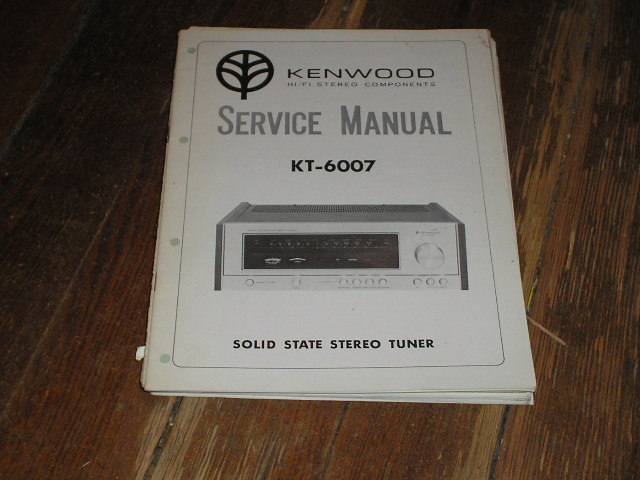 KENWOOD
HI/FI STEREO COMPONENTS
SERVICE MANUAL
KT-6007
SOLID STATE STEREO TUNER